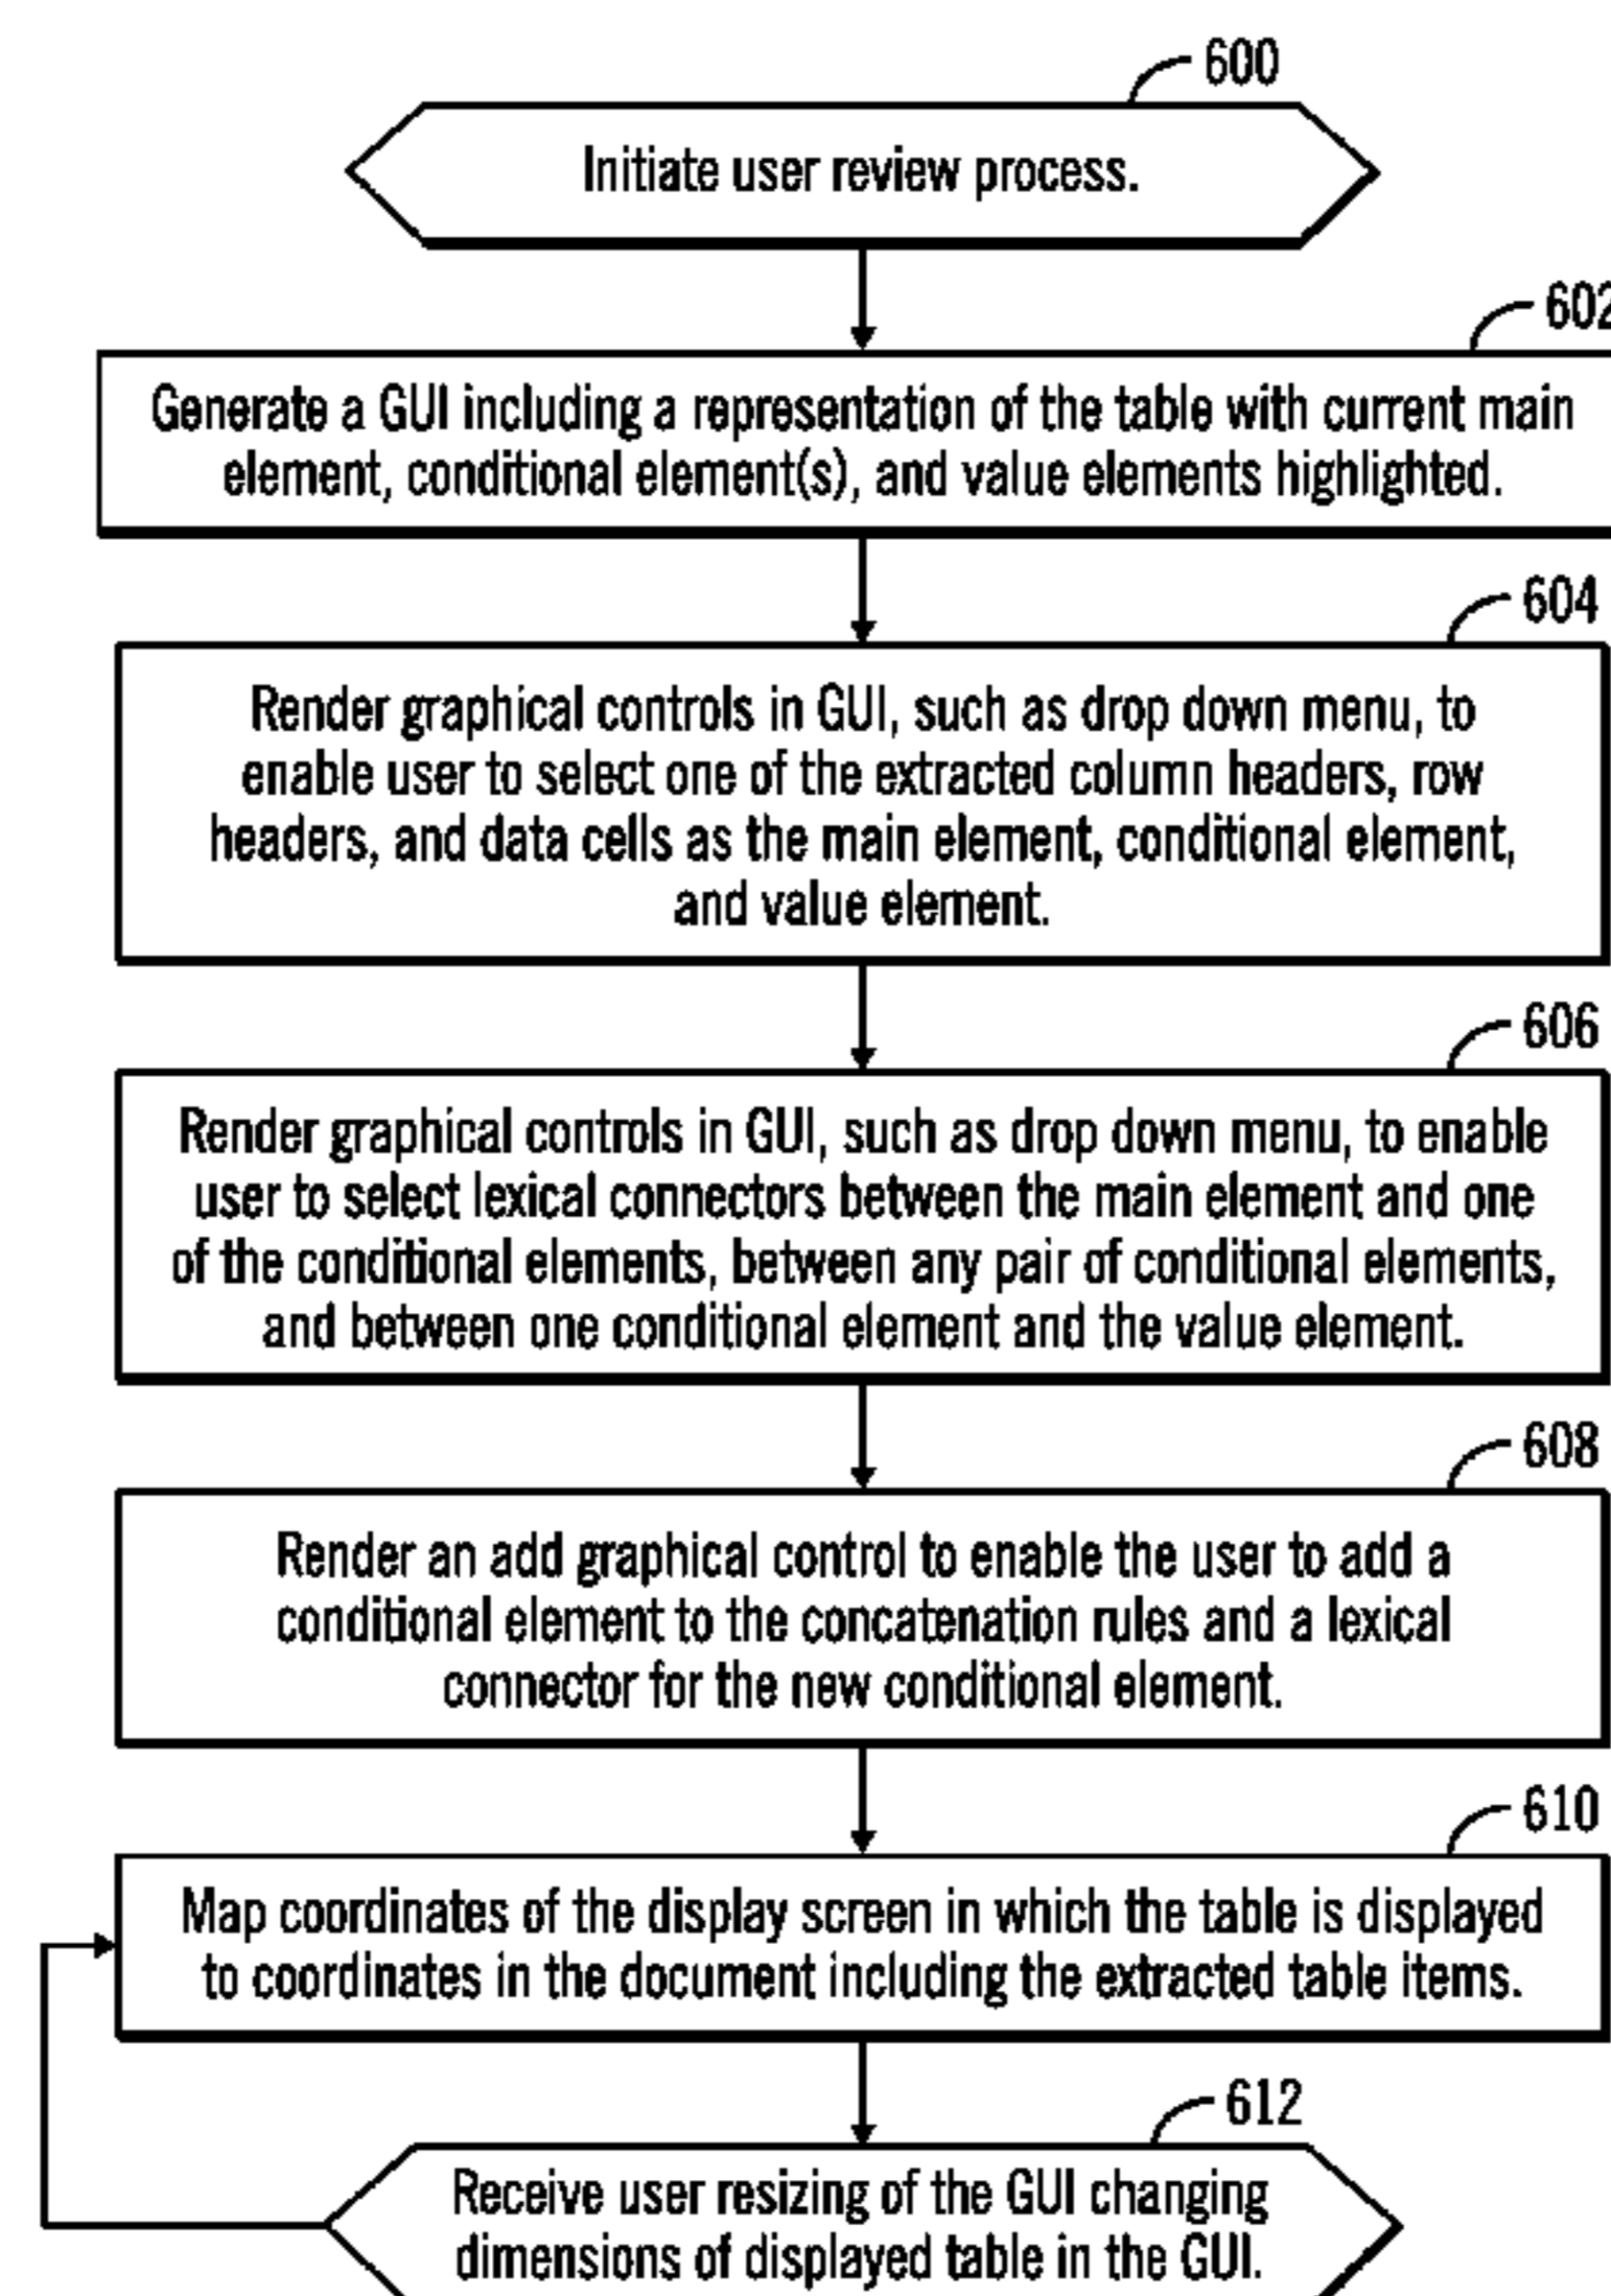 600
Initiate user review process.
602
Generate a GUI including a representation of the table with current main
element, conditional element(s), and value elements highlighted.
604
Render graphical controls in GUI, such as drop down menu, to
enable user to select one of the extracted column headers, row
headers, and data cells as the main element, conditional element,
and value element.
606
Render graphical controls in GUI, such as drop down menu, to enable
user to select lexical connectors between the main element and one
of the conditional elements, between any pair of conditional elements,
and between one conditional element and the value element.
608
Render an add graphical control to enable the user to add a
conditional element to the concatenation rules and a lexical
connector for the new conditional element.
610
Map coordinates of the display screen in which the table is displayed
to coordinates in the document including the extracted table items.
612
Receive user resizing of the GUI changing
dimensions of displayed table in the GUI.